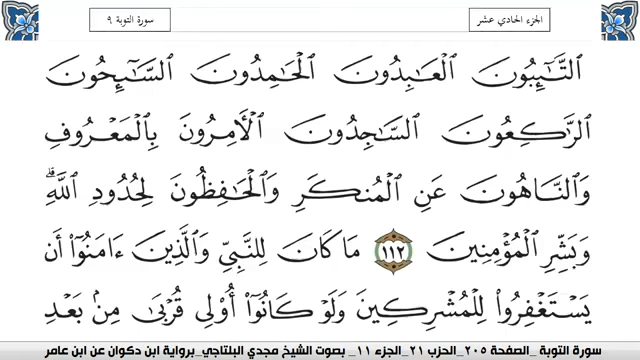 الجزء الحادي عشر
سورة التوبة ٩
ٱلتَّٰٓئِبُونَ ٱلْعَٰبِدُونَ ٱلْحَٰمِدُونَ ٱلسَّٰٓئِحُونَ
ٱلرَّٰكِعُونَ ٱلسَّٰجِدُونَ ٱلْأَمِرُونَ بِٱلْمَعْرُوفِ
وَٱلنَّاهُونَ عَنِ ٱلْمُنكَرِ وَٱلْحَٰفِظُونَ لِحُدُودِ ٱللَّهِۗ
وَبَشِّرِ ٱلْمُؤْمِنِينَ ١١٢ مَا كَانَ لِلنَّبِيِّ وَٱلَّذِينَ ءَامَنُوٓا۟ أَن
يَسْتَغْفِرُوا۟ لِلْمُشْرِكِينَ وَلَوْ كَانُوٓا۟ أُو۟لِى قُرْبَىٰ مِنۢ بَعْدِ
سورة التوبة_الصفحة ٢٠٥_الحزب ٢١_الجزء ١١_ بصوت الشيخ مجدي البلتاجي_برواية ابن دكوان عن ابن عامر